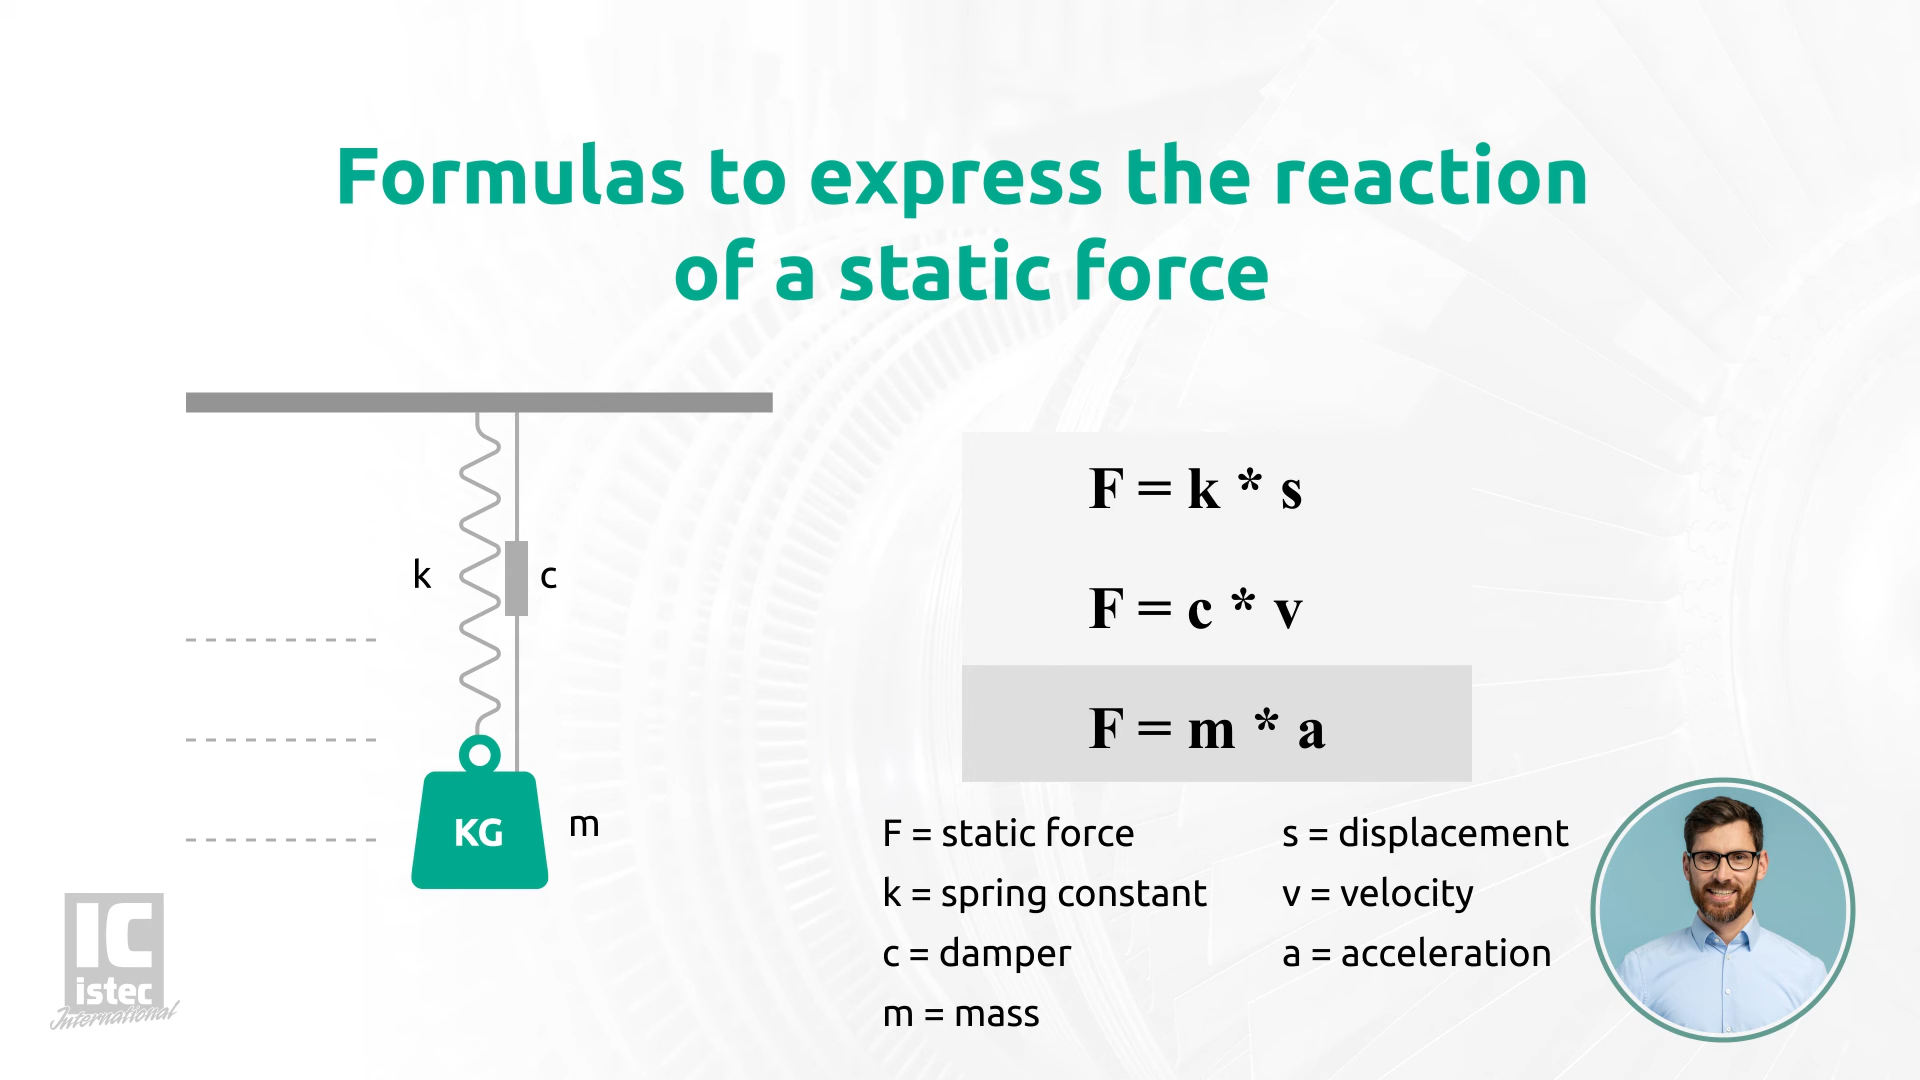 Formulas to express the reaction
of a static force
k
c
KG
m
F = k * s
F = c * v
F = m * a
F = static force
k = spring constant
c = damper
m = mass
s = displacement
v = velocity
a = acceleration
IC
istec
International